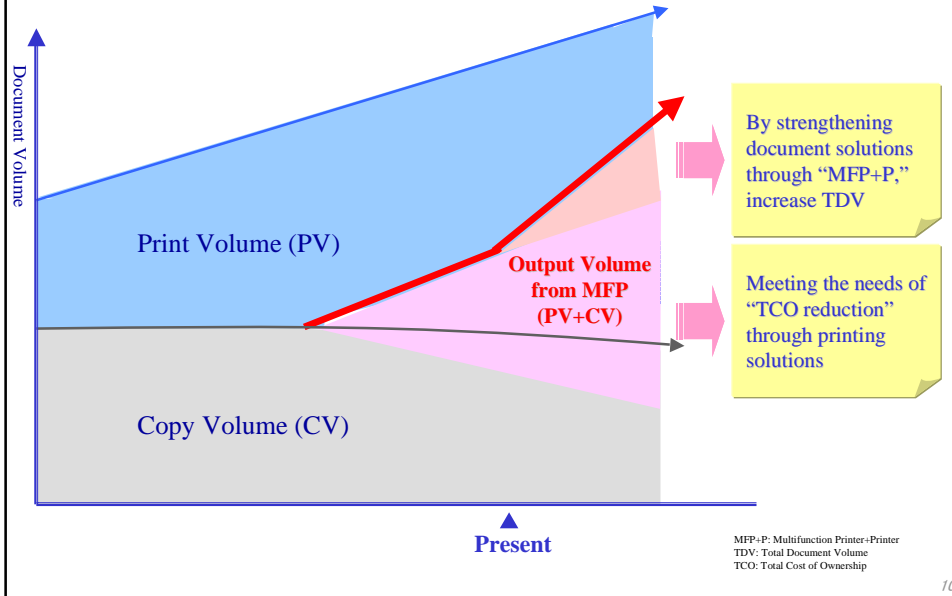 Document Volume
Print Volume (PV)
Output Volume
from MFP
(PV+CV)
Copy Volume (CV)
Present
By strengthening
document solutions
through “MFP+P,”
increase TDV
Meeting the needs of
“TCO reduction”
through printing
solutions
MFP+P: Multifunction Printer+Printer
TDV: Total Document Volume
TCO: Total Cost of Ownership
10